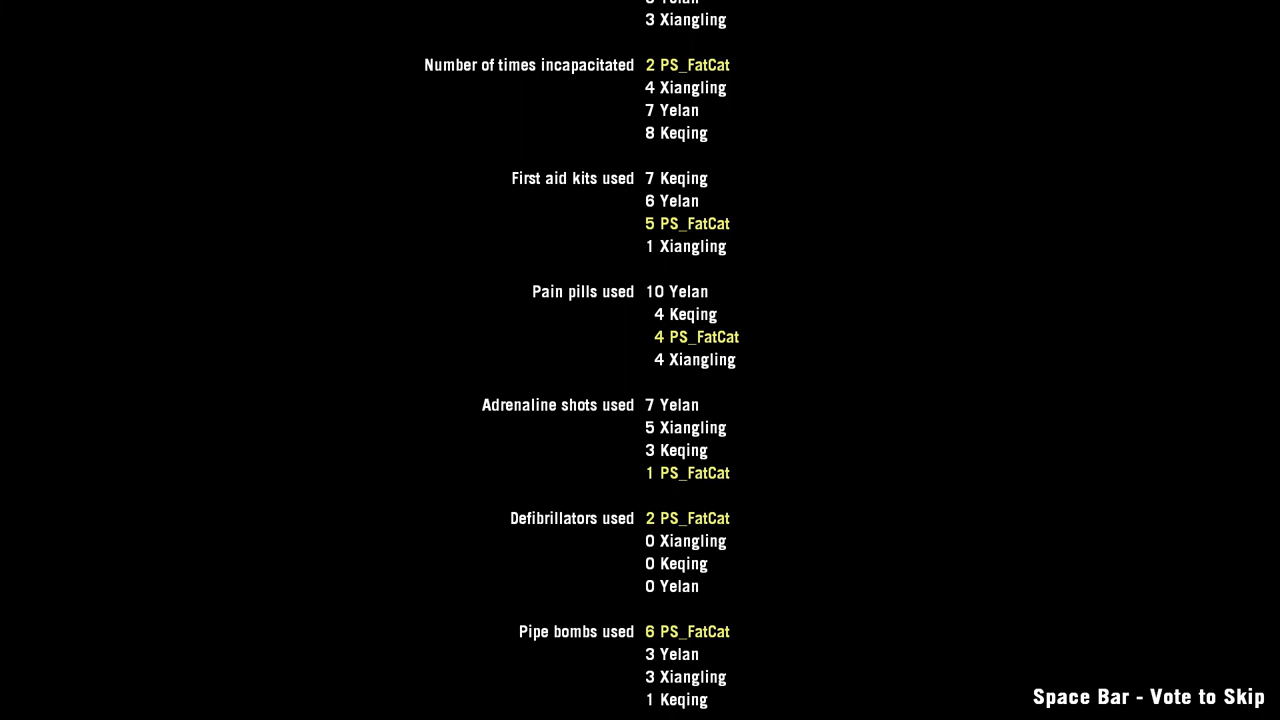 3 Xiangling
Number of times incapacitated 2 PS_FatCat
4 Xiangling
7 Yelan
8 Keqing
First aid kits used 7 Keqing
6 Yelan
5 PS_FatCat
1 Xiangling
Pain pills used 10 Yelan
4 Keqing
4 PS_FatCat
4 Xiangling
Adrenaline shots used 7 Yelan
5 Xiangling
3 Keqing
1 PS_FatCat
Defibrillators used 2 PS_FatCat
0 Xiangling
0 Keqing
0 Yelan
Pipe bombs used 6 PS_FatCat
3 Yelan
3 Xiangling
1 Keqing
Space Bar - Vote to Skip